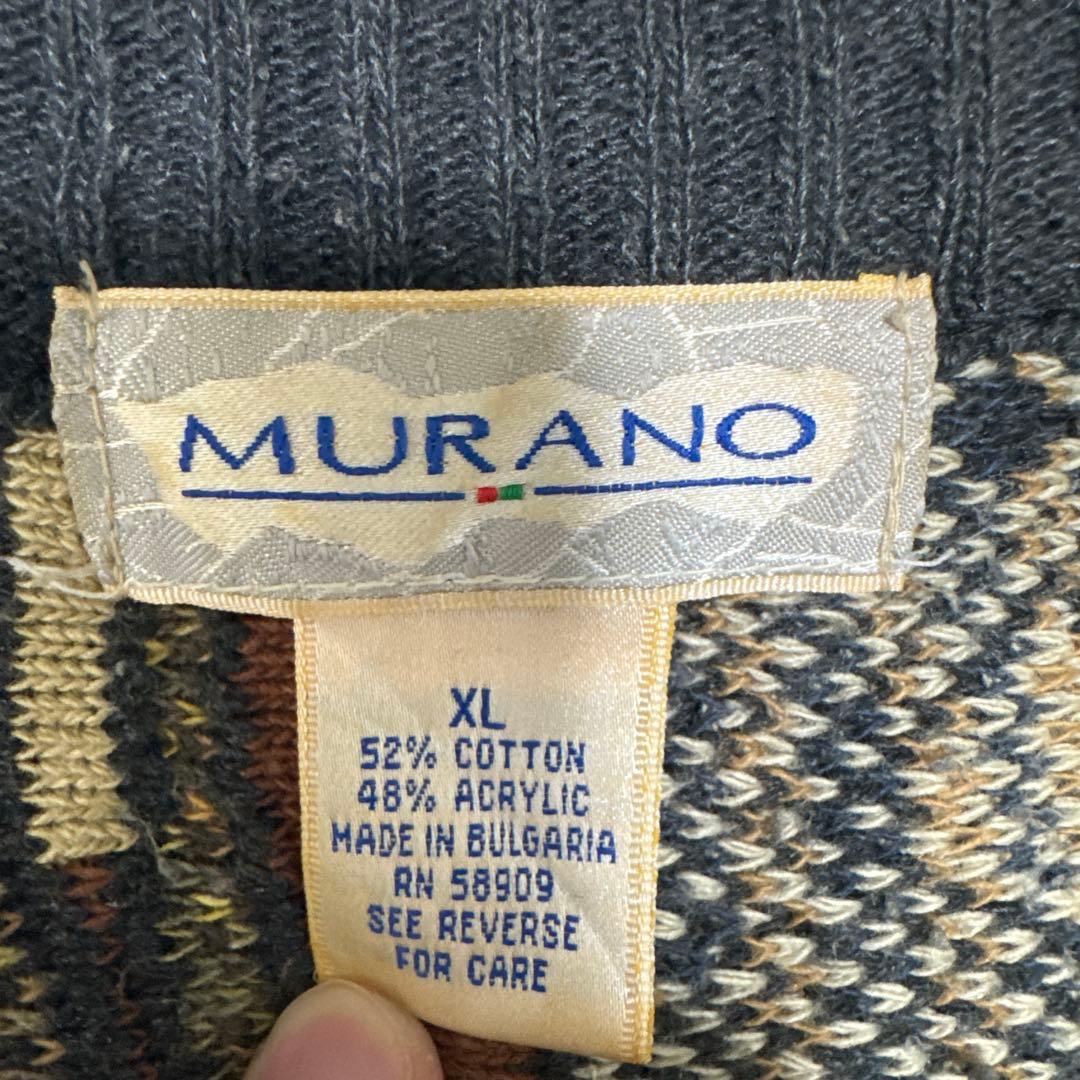 MURANO
XL
52% COTTON
48% ACRYLIC
MADE IN BULGARIA
RN 58909
SEE REVERSE
FOR CARE